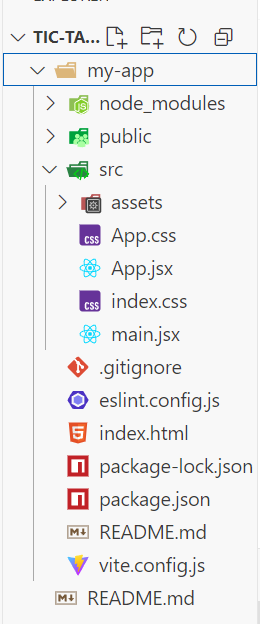 TIC-TA...
my-app
node_modules
public
src
assets
App.css
App.jsx
index.css
main.jsx
.gitignore
eslint.config.js
index.html
package-lock.json
package.json
README.md
vite.config.js
README.md